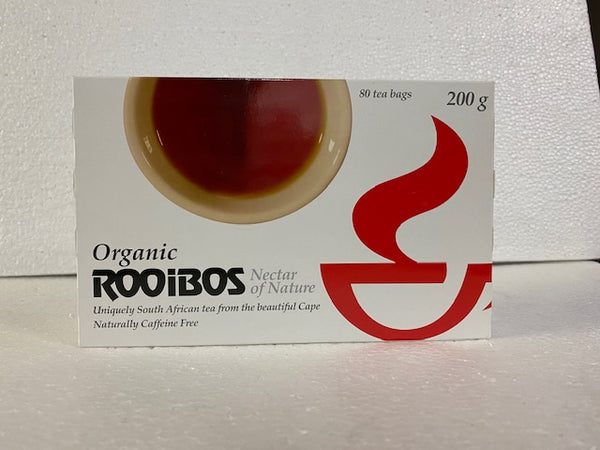 80 tea bags 200 g
Organic
ROOiBOS Nectar
of Nature
Uniquely South African tea from the beautiful Cape
Naturally Caffeine Free